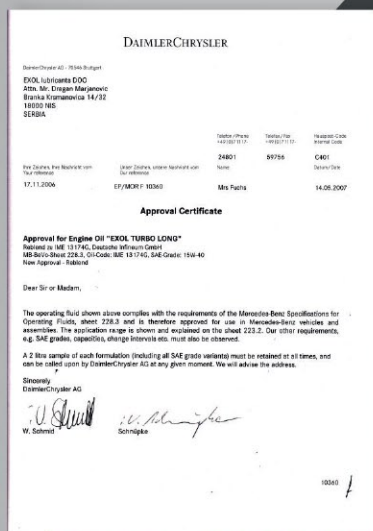 DAIMLERCHRYSLER
DaimlerChrysler AG - 70546 Stuttgart
EXOL lubricants DOO
Attn. Mr. Dragan Marjanovic
Branka Krsmanovica 14/32
18000 NIS
SERBIA
Telefon/Phone Telefax/Fax Hauspost-Code
Internal Code
24801 59756 C401
Ihre Zeichen, Ihre Nachricht vom Unser Zeichen, unsere Nachricht vom Name Datum/Date
Your reference Our reference
17.11.2006 EP/MOR F 10360 Mrs Fuchs 14.05.2007
Approval Certificate
Approval for Engine Oil "EXOL TURBO LONG"
Reblend zu IME 13174G, Deutsche Infineum GmbH
MB-BeVo-Sheet 228.3, Oil-Code: IME 13174G, SAE-Grade: 15W-40
New Approval - Reblend
Dear Sir or Madam,
The operating fluid shown above complies with the requirements of the Mercedes-Benz Specifications for
Operating Fluids, sheet 228.3 and is therefore approved for use in Mercedes-Benz vehicles and
assemblies. The application range is shown and explained on the sheet 223.2. Our other requirements,
e.g. SAE grades, capacities, change intervals etc. must also be observed.
A 2 litre sample of each formulation (including all SAE grade variants) must be retained at all times, and
can be called upon by DaimlerChrysler AG at any given moment. We will advise the address.
Sincerely
DaimlerChrysler AG
W. Schmid Schnüpke
10360